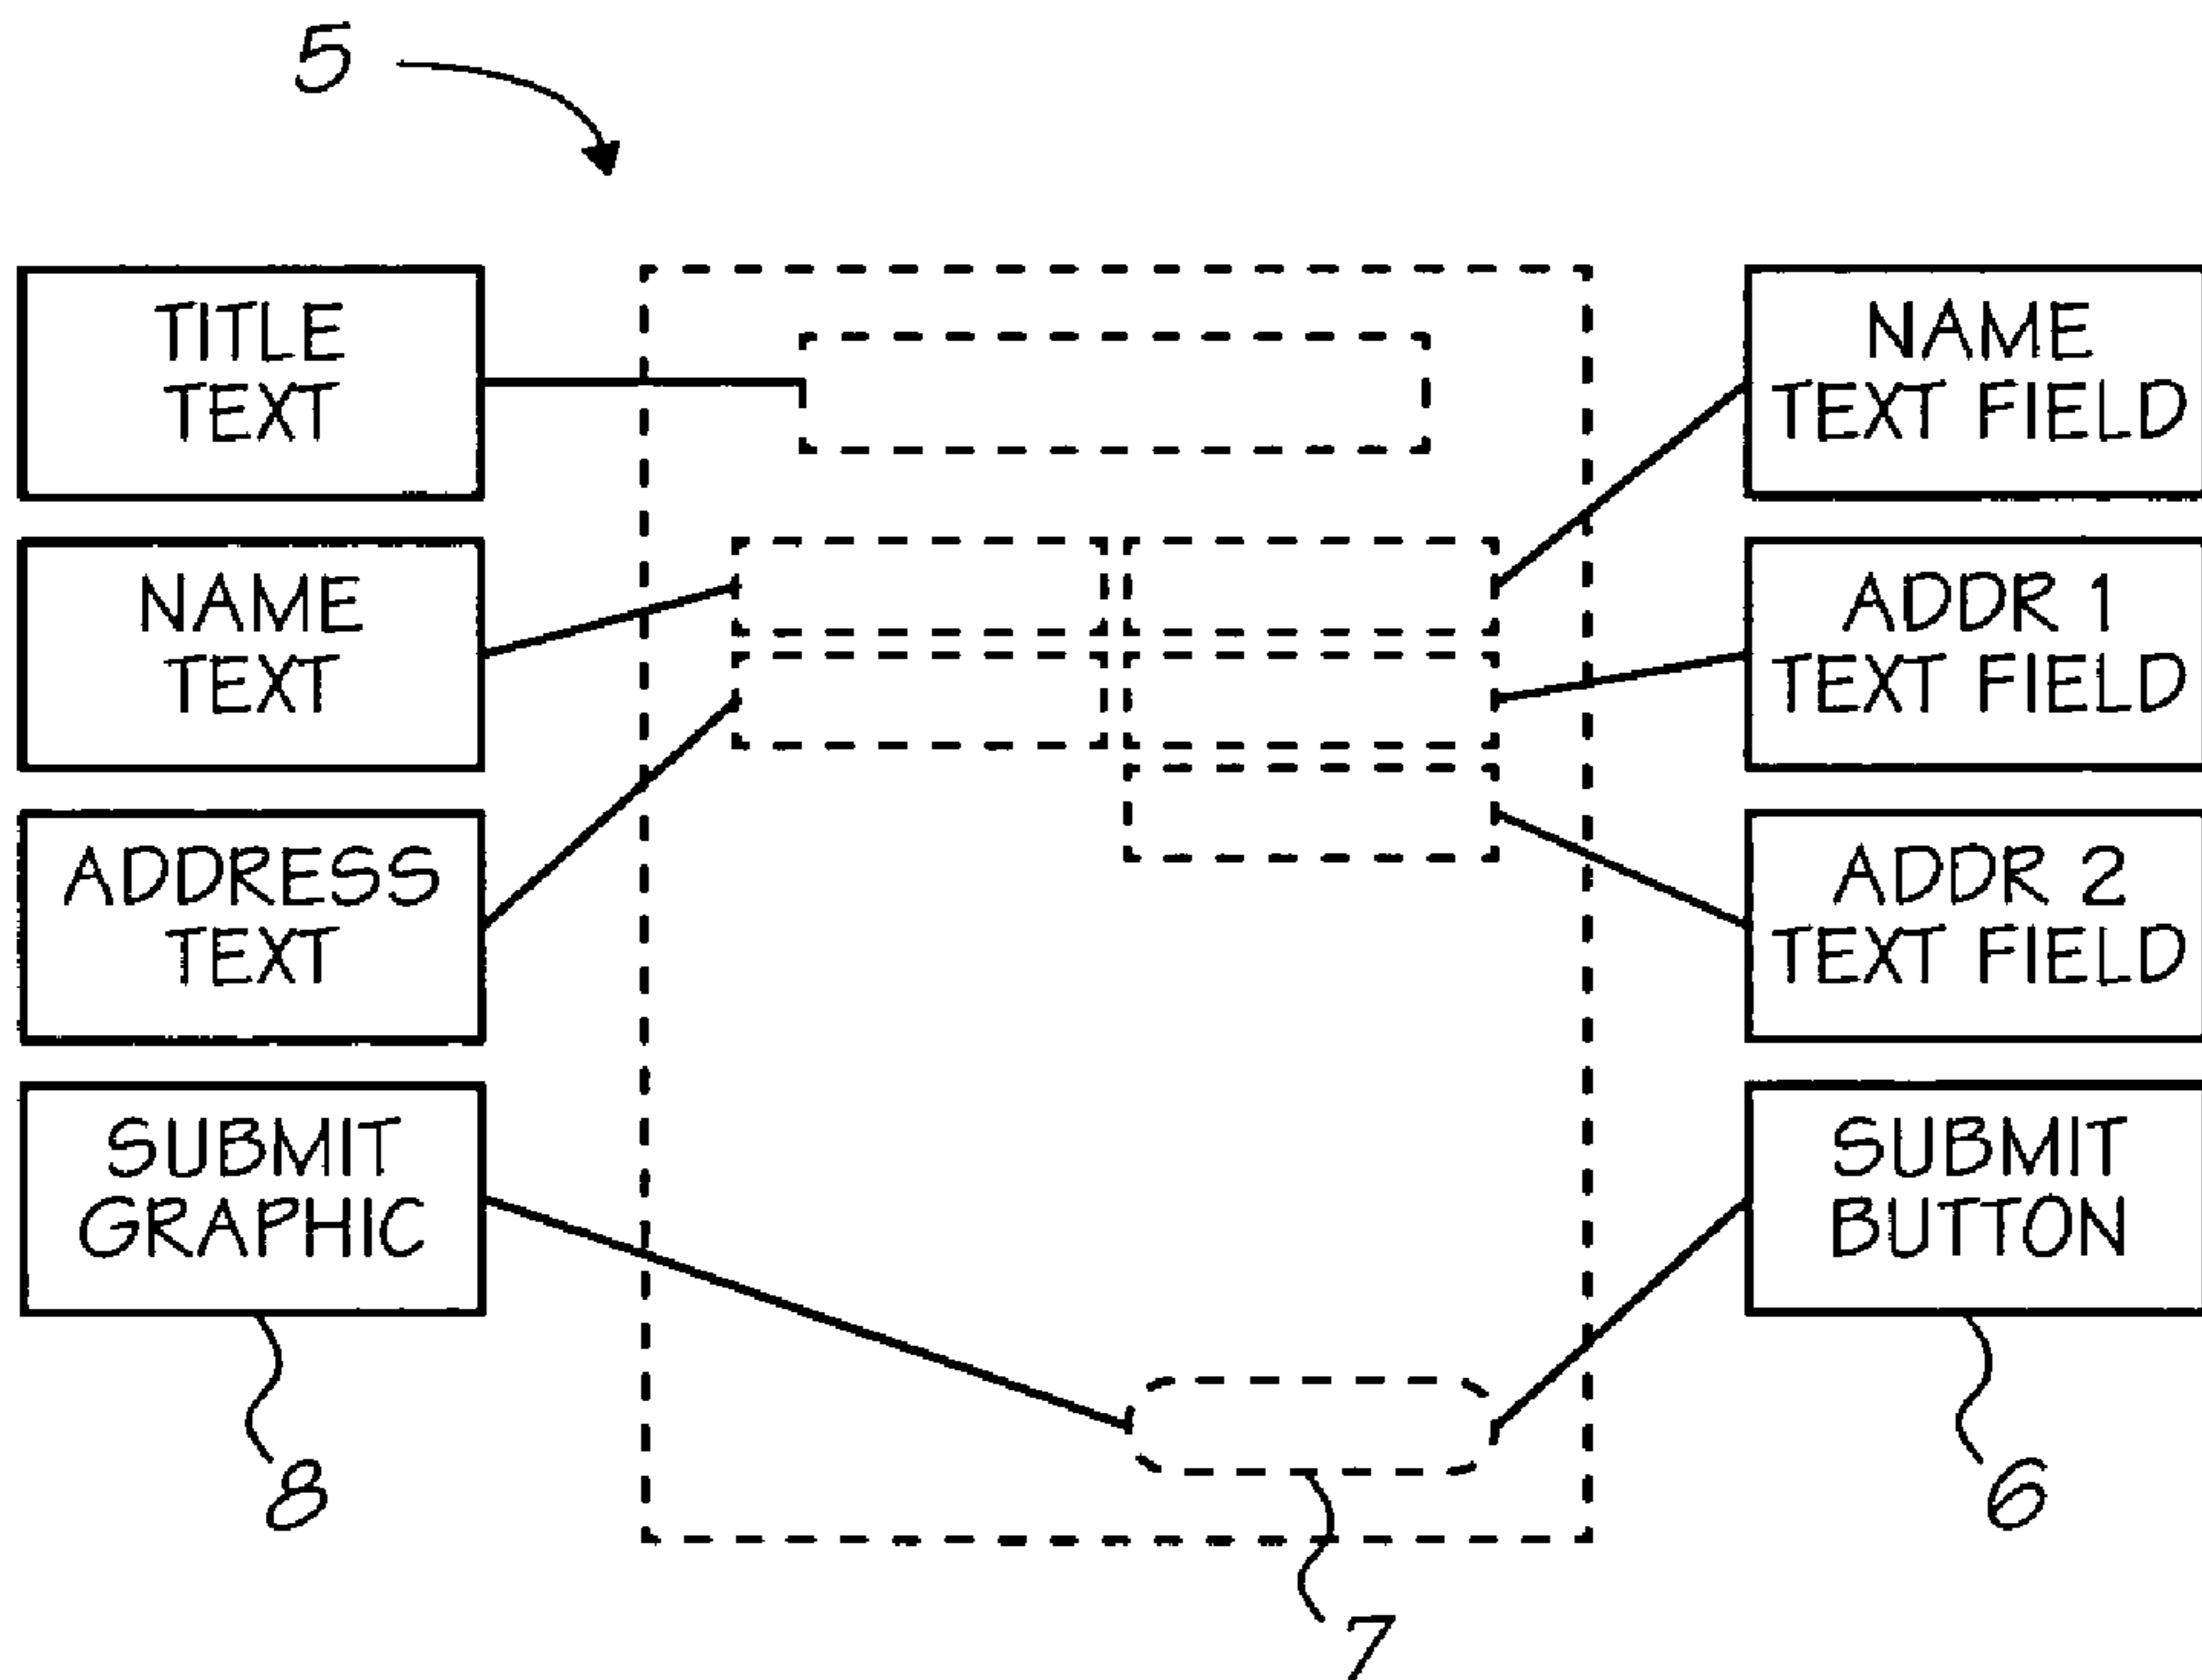 5
TITLE
TEXT
NAME
TEXT FIELD
NAME
TEXT
ADDR 1
TEXT FIELD
ADDRESS
TEXT
ADDR 2
TEXT FIELD
SUBMIT
GRAPHIC
SUBMIT
BUTTON
8
6
7